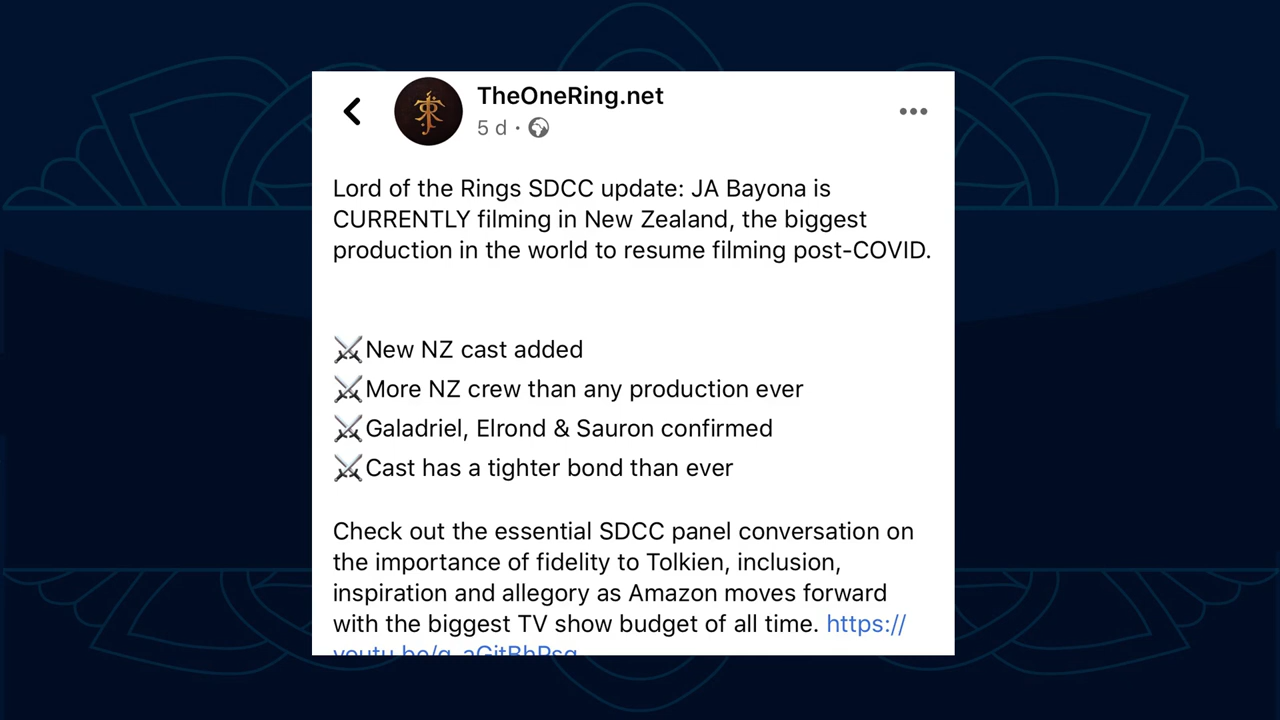 TheOneRing.net
5 d ·
Lord of the Rings SDCC update: JA Bayona is
CURRENTLY filming in New Zealand, the biggest
production in the world to resume filming post-COVID.
⚔️New NZ cast added
⚔️More NZ crew than any production ever
⚔️Galadriel, Elrond & Sauron confirmed
⚔️Cast has a tighter bond than ever
Check out the essential SDCC panel conversation on
the importance of fidelity to Tolkien, inclusion,
inspiration and allegory as Amazon moves forward
with the biggest TV show budget of all time. https://